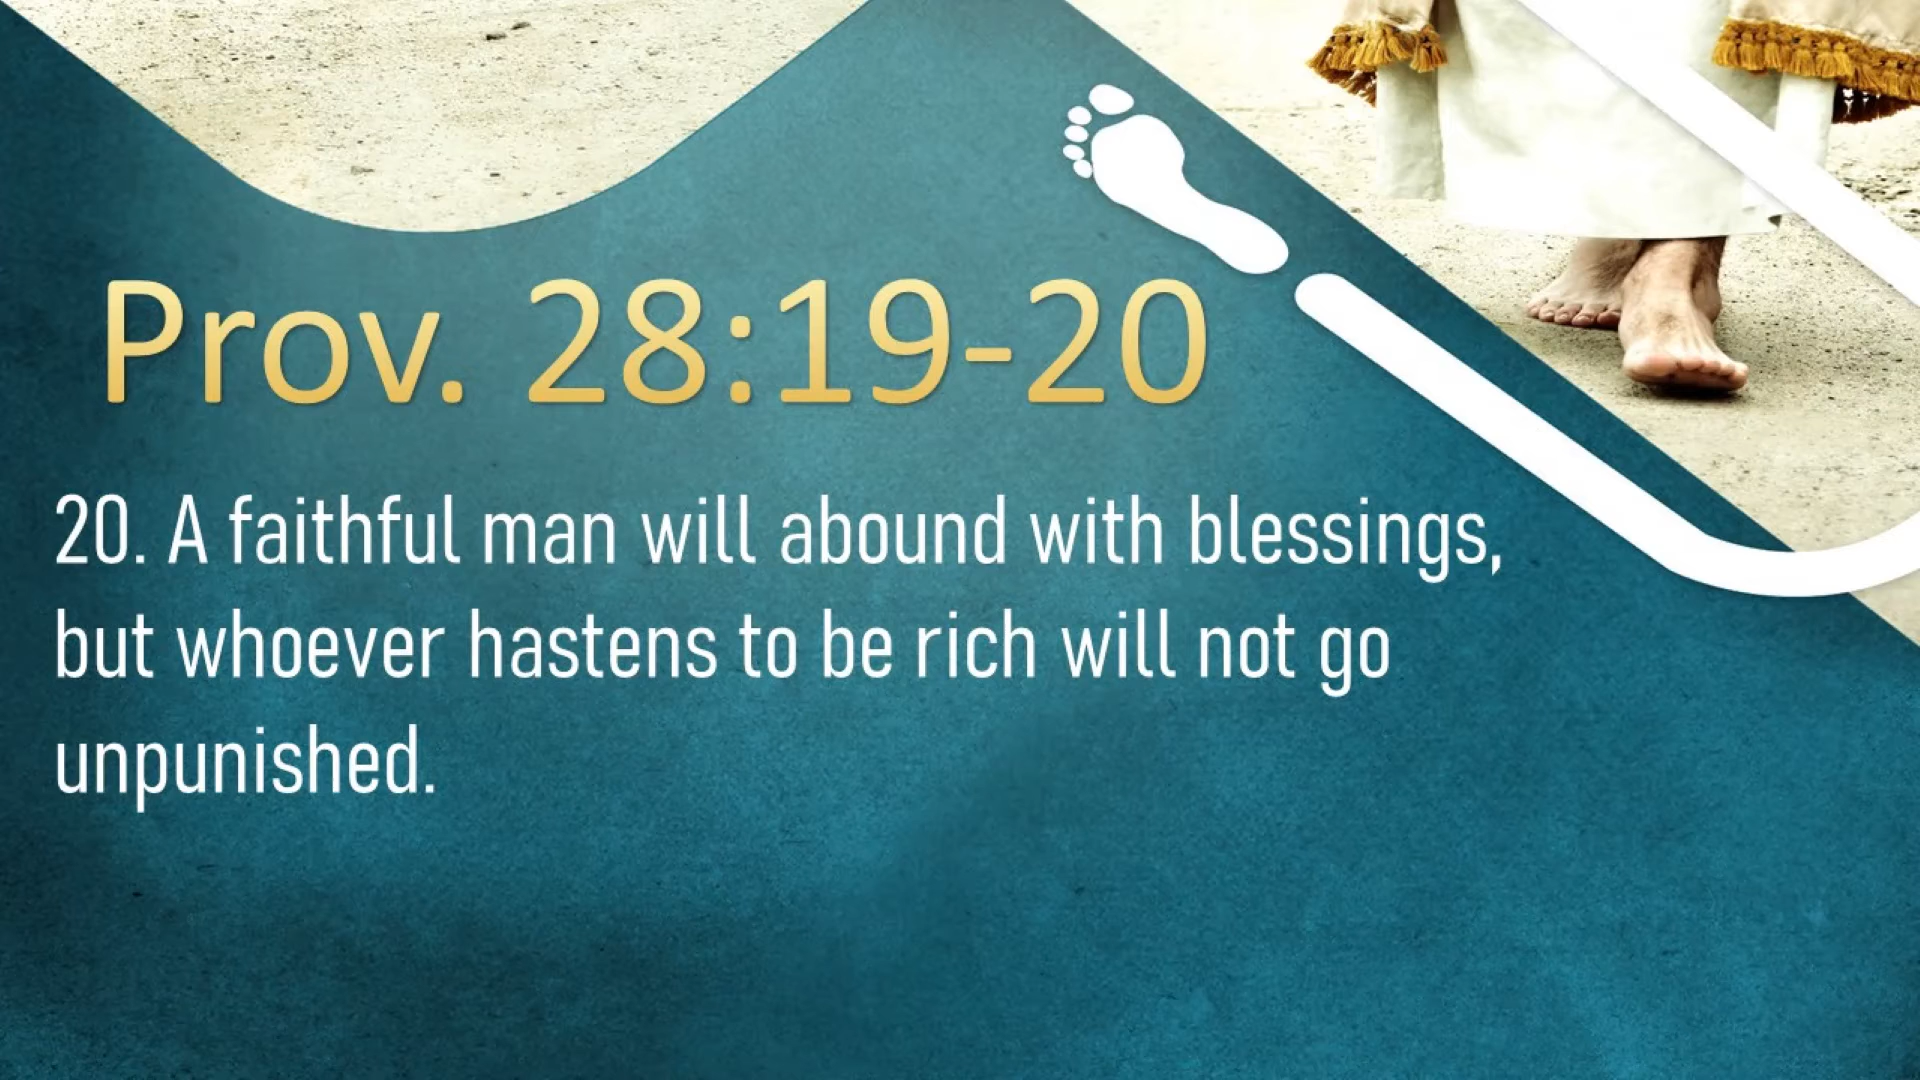 Prov. 28:19-20
20. A faithful man will abound with blessings,
but whoever hastens to be rich will not go
unpunished.